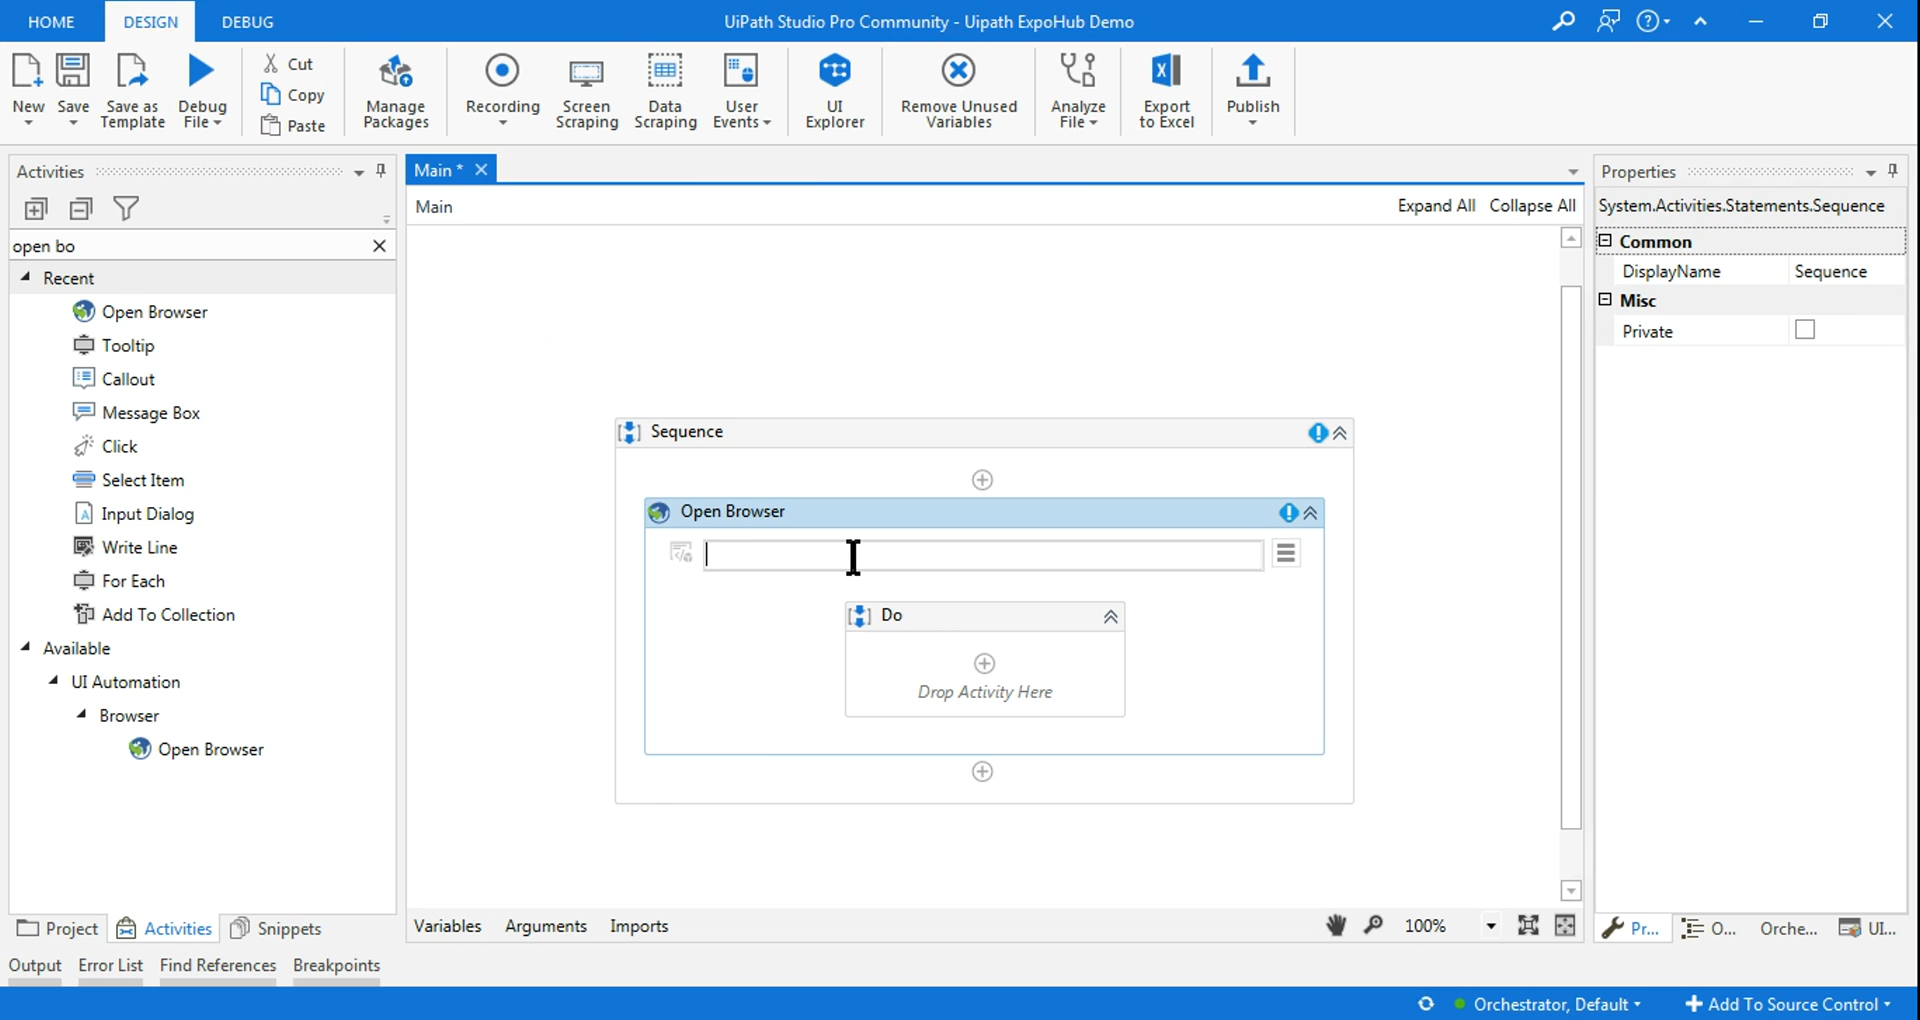 HOME DESIGN DEBUG UiPath Studio Pro Community - Uipath ExpoHub Demo
New
Save
Save as
Template
Debug
File
Cut
Copy
Paste
Manage
Packages
Recording
Screen
Scraping
Data
Scraping
User
Events
UI
Explorer
Remove Unused
Variables
Analyze
File
Export
to Excel
Publish
Activities
open bo
Recent
Open Browser
Tooltip
Callout
Message Box
Click
Select Item
Input Dialog
Write Line
For Each
Add To Collection
Available
UI Automation
Browser
Open Browser
Project Activities Snippets
Main *
Main
Expand All Collapse All
Sequence
Open Browser
Do
Drop Activity Here
Variables Arguments Imports
100%
Properties
System.Activities.Statements.Sequence
Common
DisplayName Sequence
Misc
Private
Pr... O... Orche... UI...
Output Error List Find References Breakpoints
Orchestrator, Default Add To Source Control